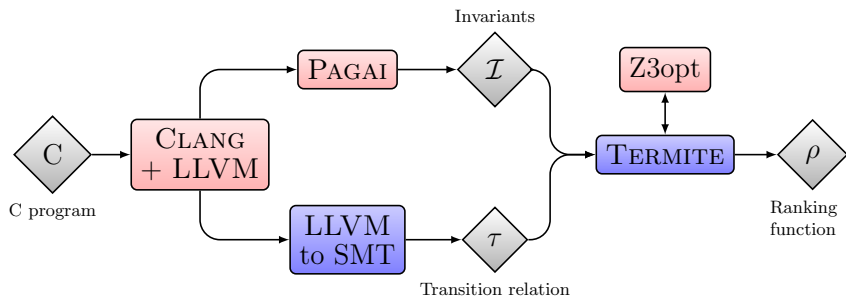 Invariants
PAGAI
ℐ
Z3opt
C
CLANG
+ LLVM
TERMITE
ρ
C program
LLVM
to SMT
τ
Ranking
function
Transition relation